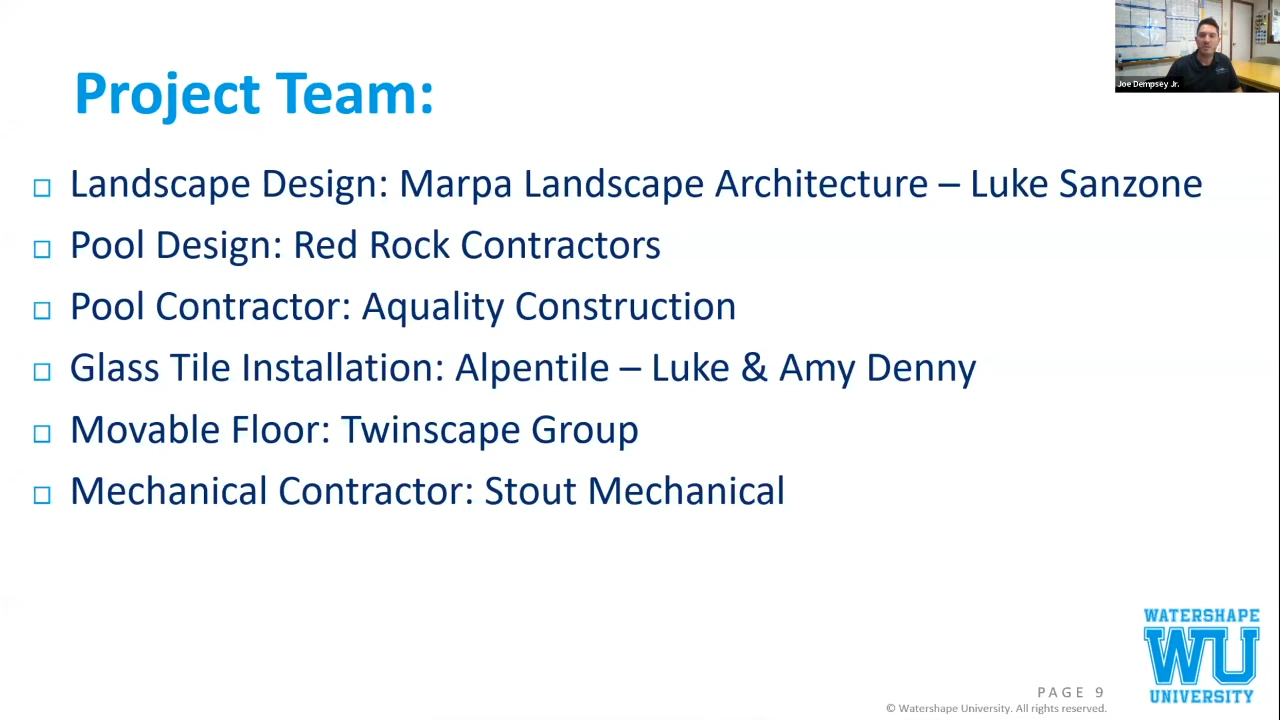 Joe Dempsey Jr.
Project Team:
Landscape Design: Marpa Landscape Architecture – Luke Sanzone
Pool Design: Red Rock Contractors
Pool Contractor: Aquality Construction
Glass Tile Installation: Alpentile – Luke & Amy Denny
Movable Floor: Twinscape Group
Mechanical Contractor: Stout Mechanical
WATERSHAPE
WU
UNIVERSITY
PAGE 9
© Watershape University. All rights reserved.